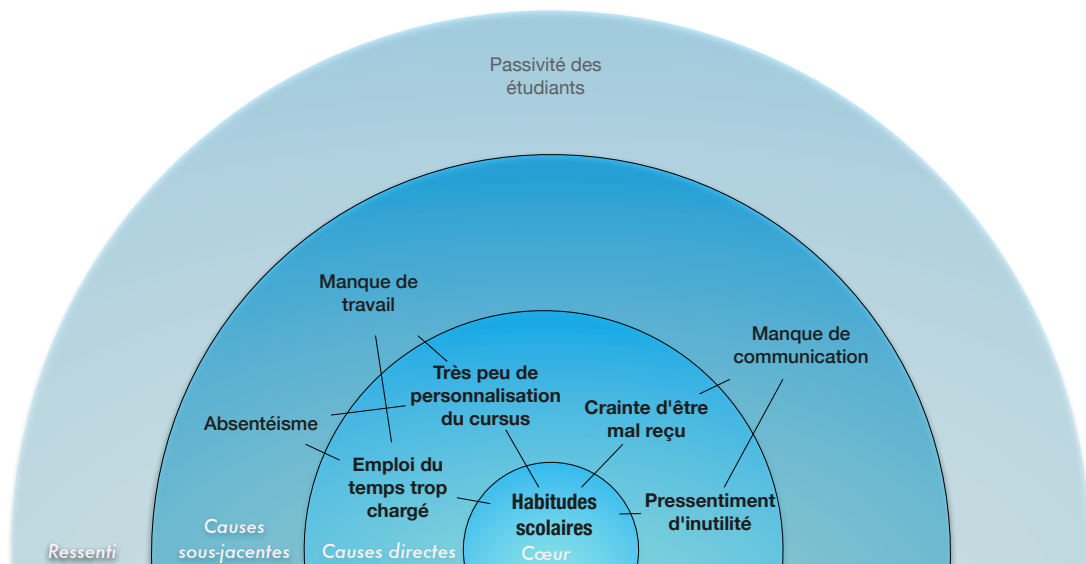 Passivité des
étudiants
Manque de
travail
Manque de
communication
Très peu de
personnalisation
du cursus
Crainte d'être
mal reçu
Absentéisme
Emploi du
temps trop
chargé
Habitudes
scolaires
Pressentiment
d'inutilité
Ressenti
Causes
sous-jacentes
Causes directes
Cœur